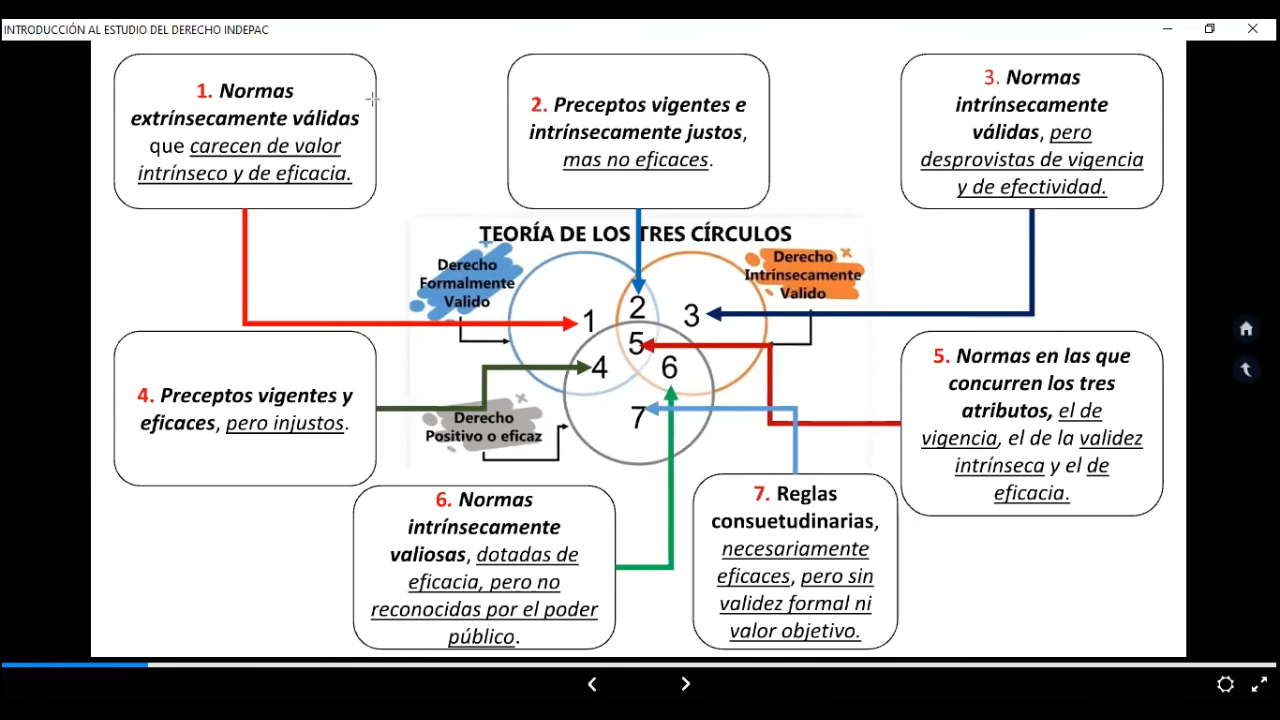 INTRODUCCIÓN AL ESTUDIO DEL DERECHO INDEPAC
1. Normas
extrínsecamente válidas
que carecen de valor
intrínseco y de eficacia.
2. Preceptos vigentes e
intrínsecamente justos,
mas no eficaces.
3. Normas
intrínsecamente
válidas, pero
desprovistas de vigencia
y de efectividad.
TEORÍA DE LOS TRES CÍRCULOS
Derecho
Formalmente
Valido
Derecho
Intrínsecamente
Valido
1
2
3
5
4
6
7
4. Preceptos vigentes y
eficaces, pero injustos.
Derecho
Positivo o eficaz
5. Normas en las que
concurren los tres
atributos, el de
vigencia, el de la validez
intrínseca y el de
eficacia.
6. Normas
intrínsecamente
valiosas, dotadas de
eficacia, pero no
reconocidas por el poder
público.
7. Reglas
consuetudinarias,
necesariamente
eficaces, pero sin
validez formal ni
valor objetivo.